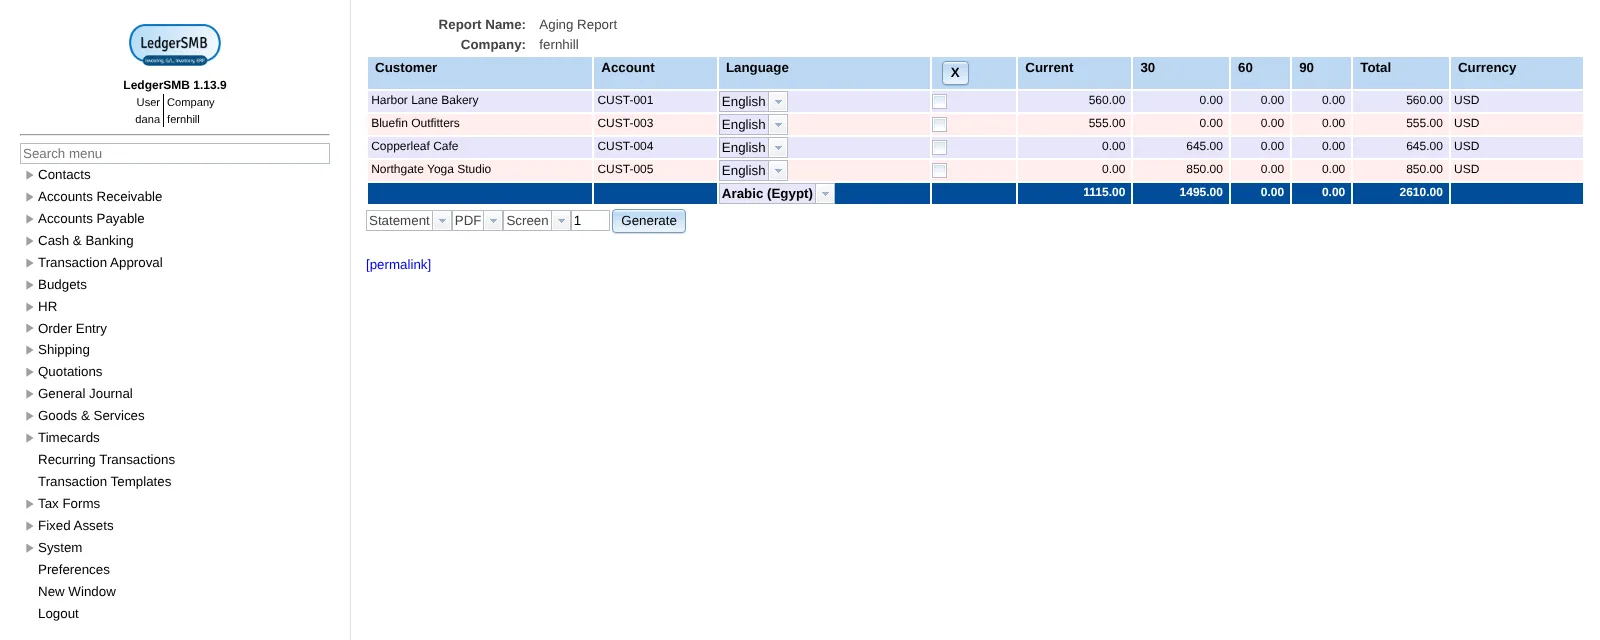 LedgerSMB
LedgerSMB 1.13.9
User Company
dana fernhill
Search menu
Contacts
Accounts Receivable
Accounts Payable
Cash & Banking
Transaction Approval
Budgets
HR
Order Entry
Shipping
Quotations
General Journal
Goods & Services
Timecards
Recurring Transactions
Transaction Templates
Tax Forms
Fixed Assets
System
Preferences
New Window
Logout
Report Name: Aging Report
Company: fernhill
Customer Account Language X Current 30 60 90 Total Currency
Harbor Lane Bakery CUST-001 English 560.00 0.00 0.00 0.00 560.00 USD
Bluefin Outfitters CUST-003 English 555.00 0.00 0.00 0.00 555.00 USD
Copperleaf Cafe CUST-004 English 0.00 645.00 0.00 0.00 645.00 USD
Northgate Yoga Studio CUST-005 English 0.00 850.00 0.00 0.00 850.00 USD
Arabic (Egypt) 1115.00 1495.00 0.00 0.00 2610.00
Statement PDF Screen 1 Generate
[permalink]